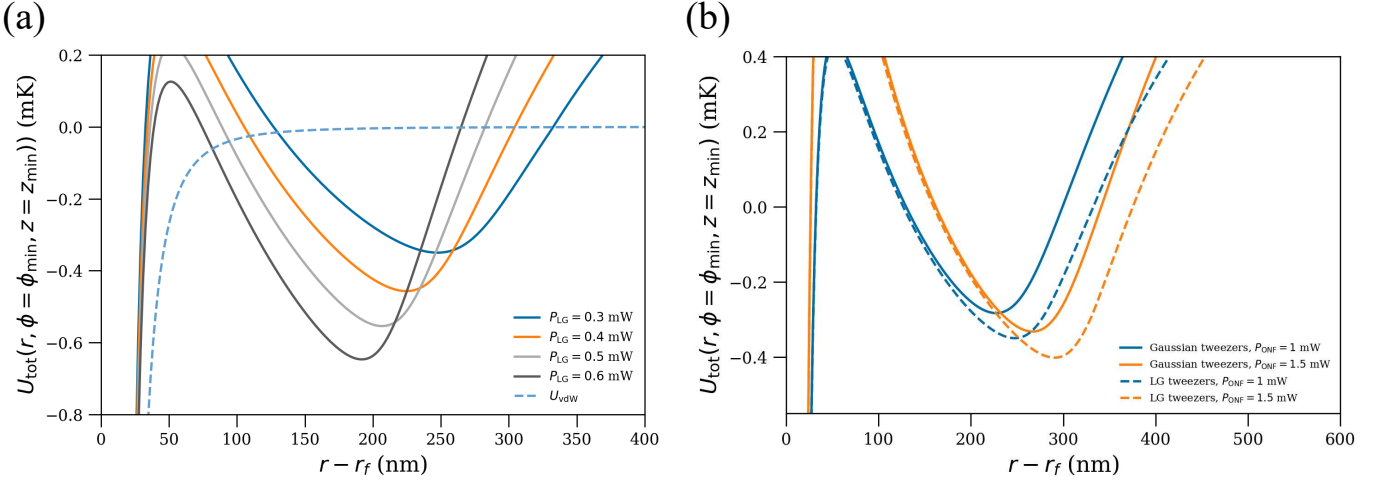 (a)
U_tot(r, ϕ = ϕ_min, z = z_min)) (mK)
0.2
0.0
−0.2
−0.4
−0.6
−0.8
P_LG = 0.3 mW
P_LG = 0.4 mW
P_LG = 0.5 mW
P_LG = 0.6 mW
U_vdW
0 50 100 150 200 250 300 350 400
r − r_f (nm)
(b)
U_tot(r, ϕ = ϕ_min, z = z_min) (mK)
0.4
0.2
0.0
−0.2
−0.4
Gaussian tweezers, P_ONF = 1 mW
Gaussian tweezers, P_ONF = 1.5 mW
LG tweezers, P_ONF = 1 mW
LG tweezers, P_ONF = 1.5 mW
0 100 200 300 400 500 600
r − r_f (nm)